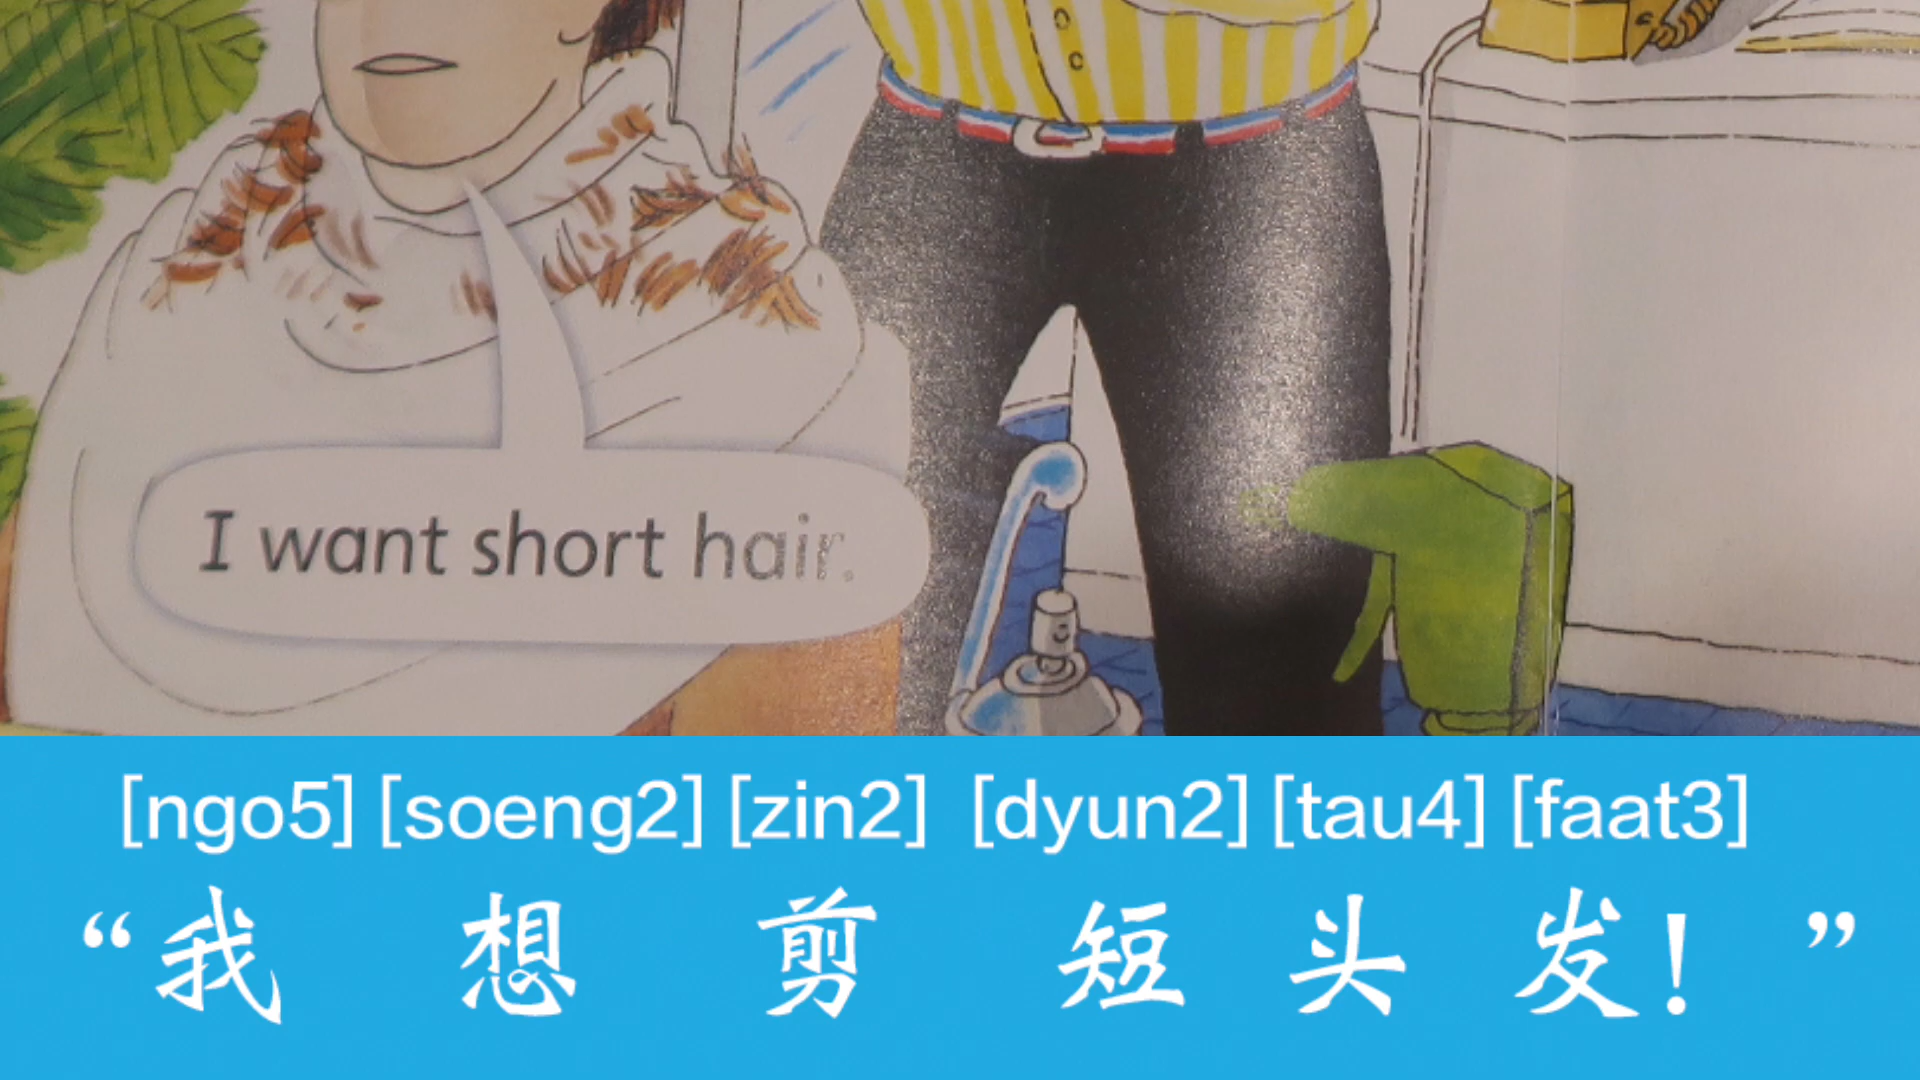 I want short hair.
[ngo5] [soeng2] [zin2] [dyun2] [tau4] [faat3]
“我 想 剪 短 头 发! ”